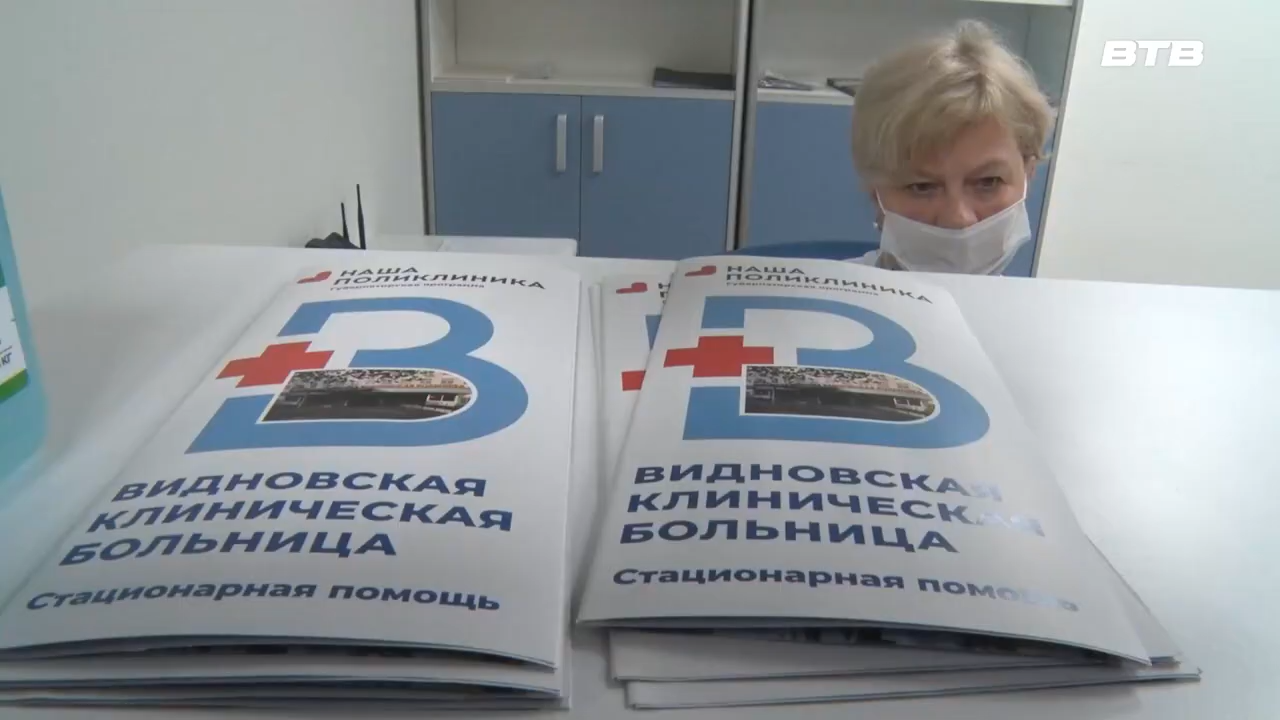 ВТВ
НАША
ПОЛИКЛИНИКА
Губернаторская программа
В
ВИДНОВСКАЯ
КЛИНИЧЕСКАЯ
БОЛЬНИЦА
Стационарная помощь
НАША
ПОЛИКЛИНИКА
Губернаторская программа
В
ВИДНОВСКАЯ
КЛИНИЧЕСКАЯ
БОЛЬНИЦА
Стационарная помощь
кг